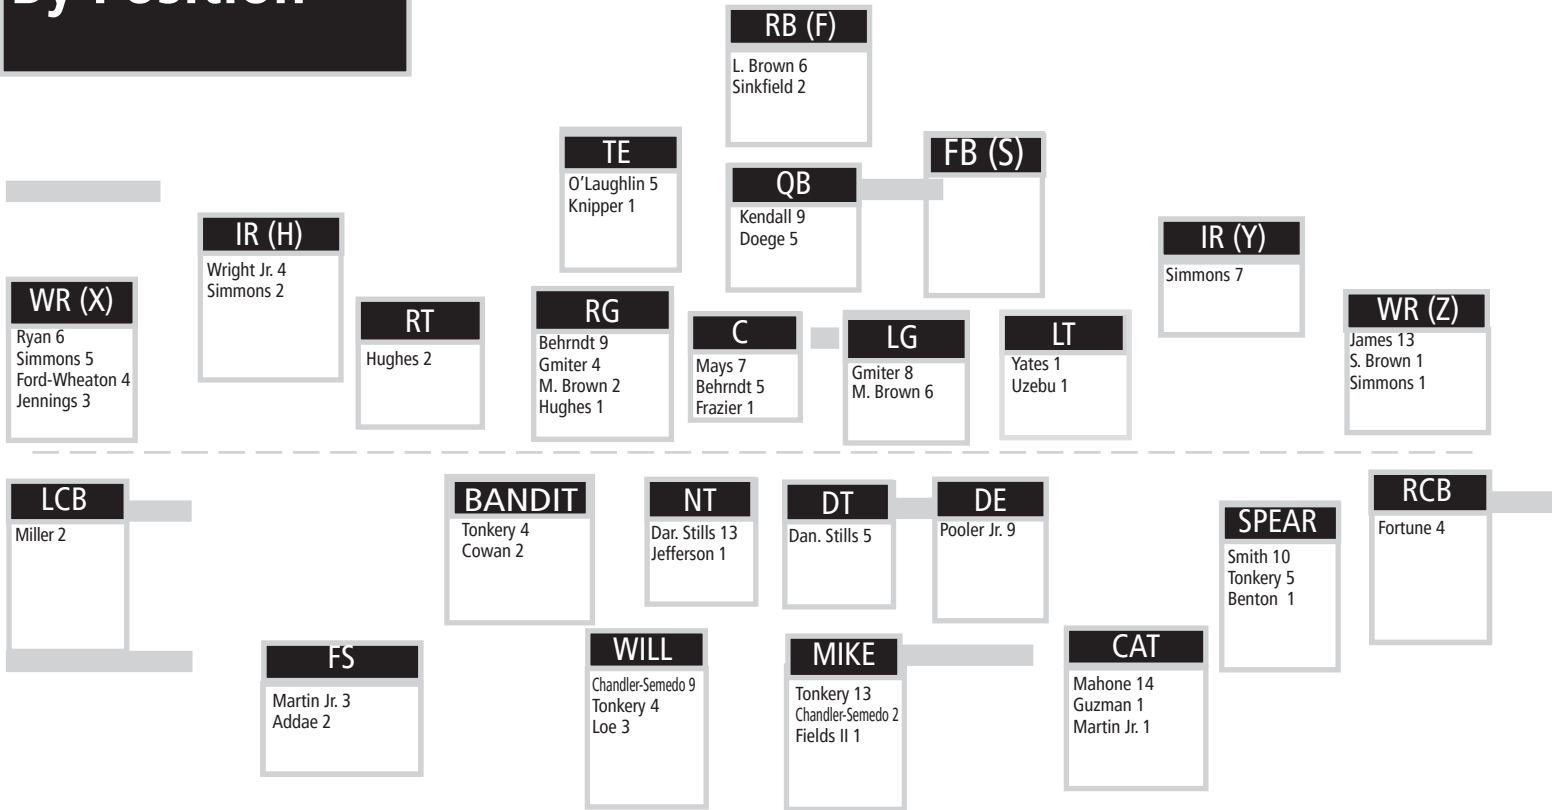 By Position
RB (F)
L. Brown 6
Sinkfield 2
TE
O'Laughlin 5
Knipper 1
QB
Kendall 9
Doege 5
FB (S)
IR (H)
Wright Jr. 4
Simmons 2
IR (Y)
Simmons 7
WR (X)
Ryan 6
Simmons 5
Ford-Wheaton 4
Jennings 3
RT
Hughes 2
RG
Behrndt 9
Gmiter 4
M. Brown 2
Hughes 1
C
Mays 7
Behrndt 5
Frazier 1
LG
Gmiter 8
M. Brown 6
LT
Yates 1
Uzebu 1
WR (Z)
James 13
S. Brown 1
Simmons 1
LCB
Miller 2
BANDIT
Tonkery 4
Cowan 2
NT
Dar. Stills 13
Jefferson 1
DT
Dan. Stills 5
DE
Pooler Jr. 9
SPEAR
Smith 10
Tonkery 5
Benton 1
RCB
Fortune 4
FS
Martin Jr. 3
Addae 2
WILL
Chandler-Semedo 9
Tonkery 4
Loe 3
MIKE
Tonkery 13
Chandler-Semedo 2
Fields II 1
CAT
Mahone 14
Guzman 1
Martin Jr. 1